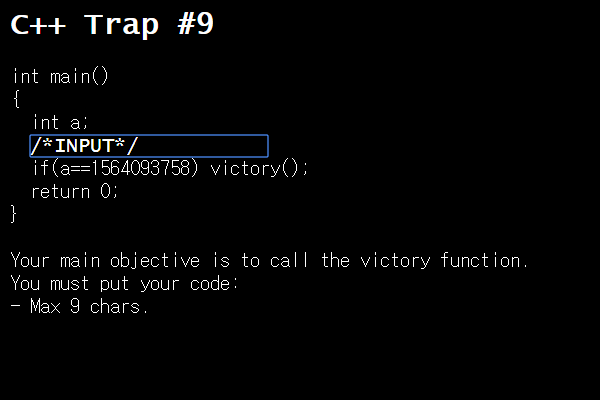 C++ Trap #9
int main()
{
int a;
/*INPUT*/
if(a==1564093758) victory();
return 0;
}
Your main objective is to call the victory function.
You must put your code:
- Max 9 chars.